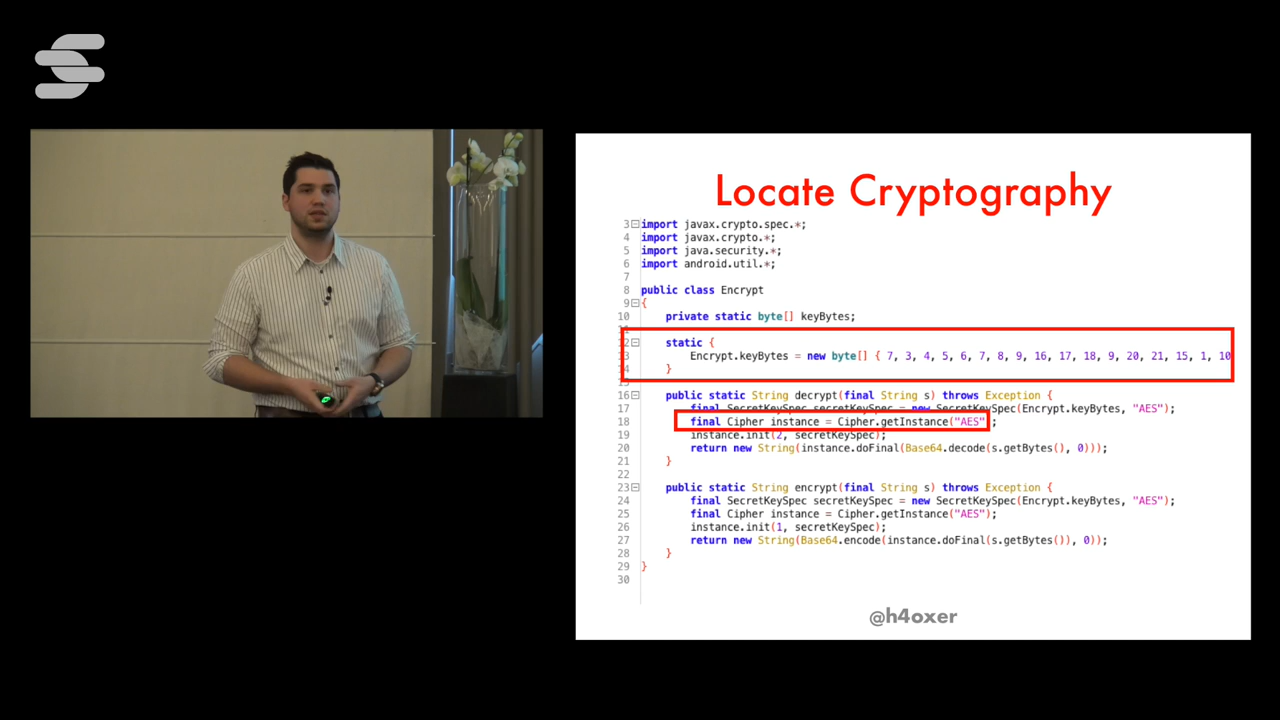 Locate Cryptography
3 import javax.crypto.spec.*;
4 import javax.crypto.*;
5 import java.security.*;
6 import android.util.*;
7
8 public class Encrypt
9 {
10 private static byte[] keyBytes;
11
12 static {
13 Encrypt.keyBytes = new byte[] { 7, 3, 4, 5, 6, 7, 8, 9, 16, 17, 18, 9, 20, 21, 15, 1, 10
14 }
15
16 public static String decrypt(final String s) throws Exception {
17 final SecretKeySpec secretKeySpec = new SecretKeySpec(Encrypt.keyBytes, "AES");
18 final Cipher instance = Cipher.getInstance("AES");
19 instance.init(2, secretKeySpec);
20 return new String(instance.doFinal(Base64.decode(s.getBytes(), 0)));
21 }
22
23 public static String encrypt(final String s) throws Exception {
24 final SecretKeySpec secretKeySpec = new SecretKeySpec(Encrypt.keyBytes, "AES");
25 final Cipher instance = Cipher.getInstance("AES");
26 instance.init(1, secretKeySpec);
27 return new String(Base64.encode(instance.doFinal(s.getBytes()), 0));
28 }
29 }
30
@h4oxer